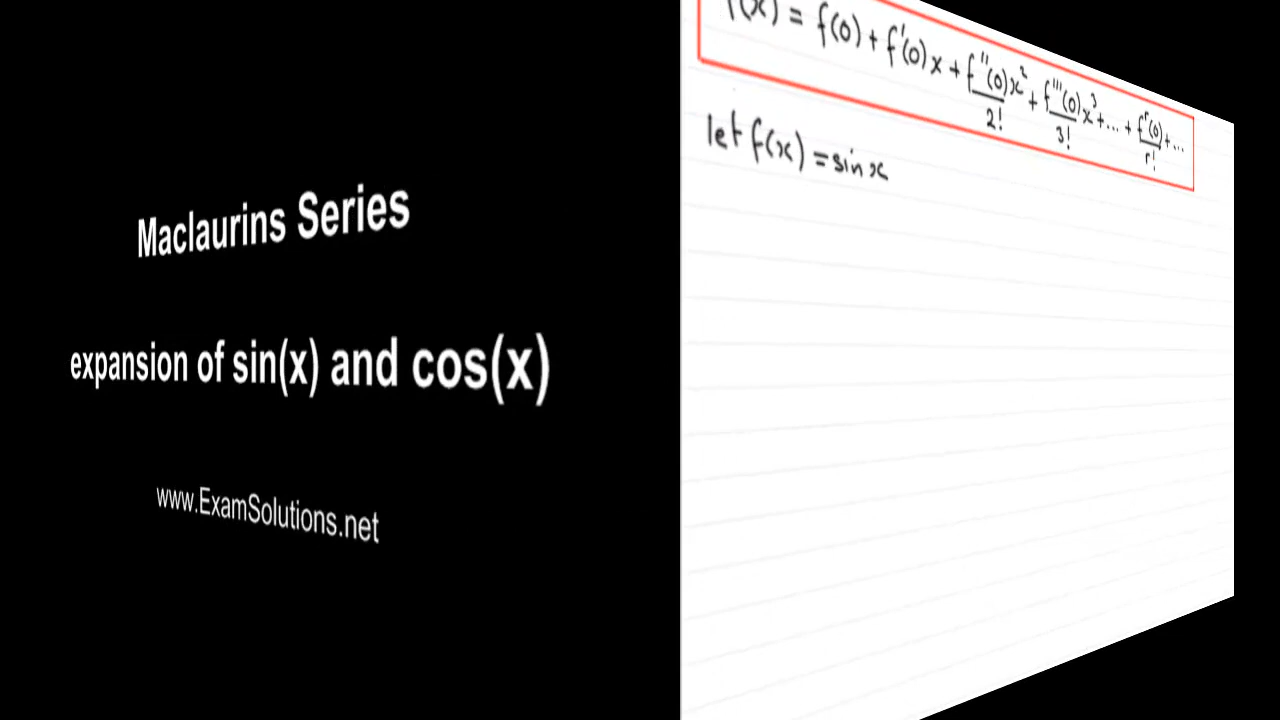 Maclaurins Series
expansion of sin(x) and cos(x)
www.ExamSolutions.net
f(x) = f(0) + f'(0)x + f''(0)x²/2! + f'''(0)x³/3! + ... + fʳ(0)/r! + ...
let f(x) = sin x